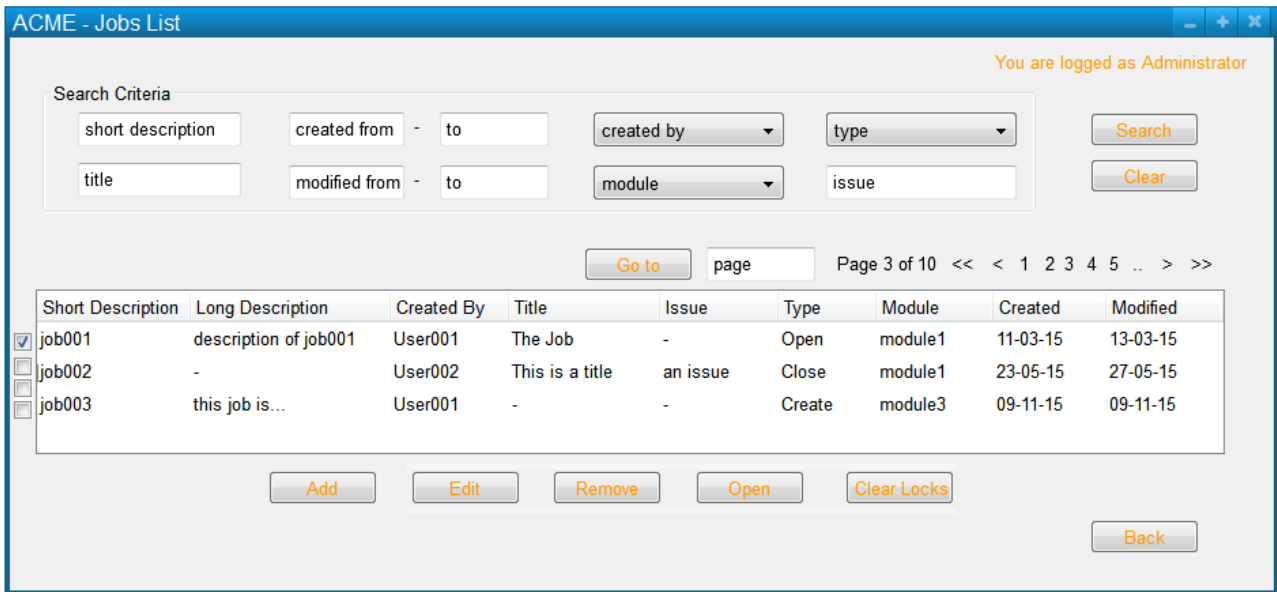 ACME - Jobs List
You are logged as Administrator
Search Criteria
short description created from - to created by type Search
title modified from - to module issue Clear
Go to page Page 3 of 10 << < 1 2 3 4 5 .. > >>
Short Description Long Description Created By Title Issue Type Module Created Modified
job001 description of job001 User001 The Job - Open module1 11-03-15 13-03-15
job002 - User002 This is a title an issue Close module1 23-05-15 27-05-15
job003 this job is... User001 - - Create module3 09-11-15 09-11-15
Add Edit Remove Open Clear Locks
Back